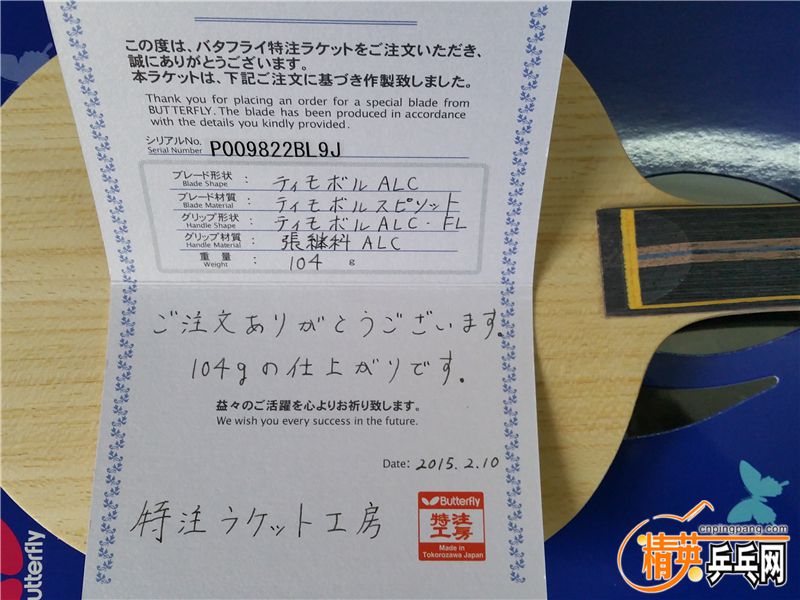 この度は、バタフライ特注ラケットをご注文いただき、
誠にありがとうございます。
本ラケットは、下記ご注文に基づき作製致しました。
Thank you for placing an order for a special blade from
BUTTERFLY. The blade has been produced in accordance
with the details you kindly provided.
シリアルNo.
Serial Number P009822BL9J
ブレード形状 : ティモボル ALC
Blade Shape
ブレード材質 : ティモボルスピリット
Blade Material
グリップ形状 : ティモボル ALC - FL
Handle Shape
グリップ材質 : 張継科 ALC
Handle Material
重量 : 104 g
Weight
ご注文ありがとうございます。
104gの仕上がりです。
益々のご活躍を心よりお祈り致します。
We wish you every success in the future.
Date: 2015.2.10
特注ラケット工房
Butterfly
特注
工房
Made in
Tokorozawa Japan
utterfly
cnpingpang.com
精英乒乓网